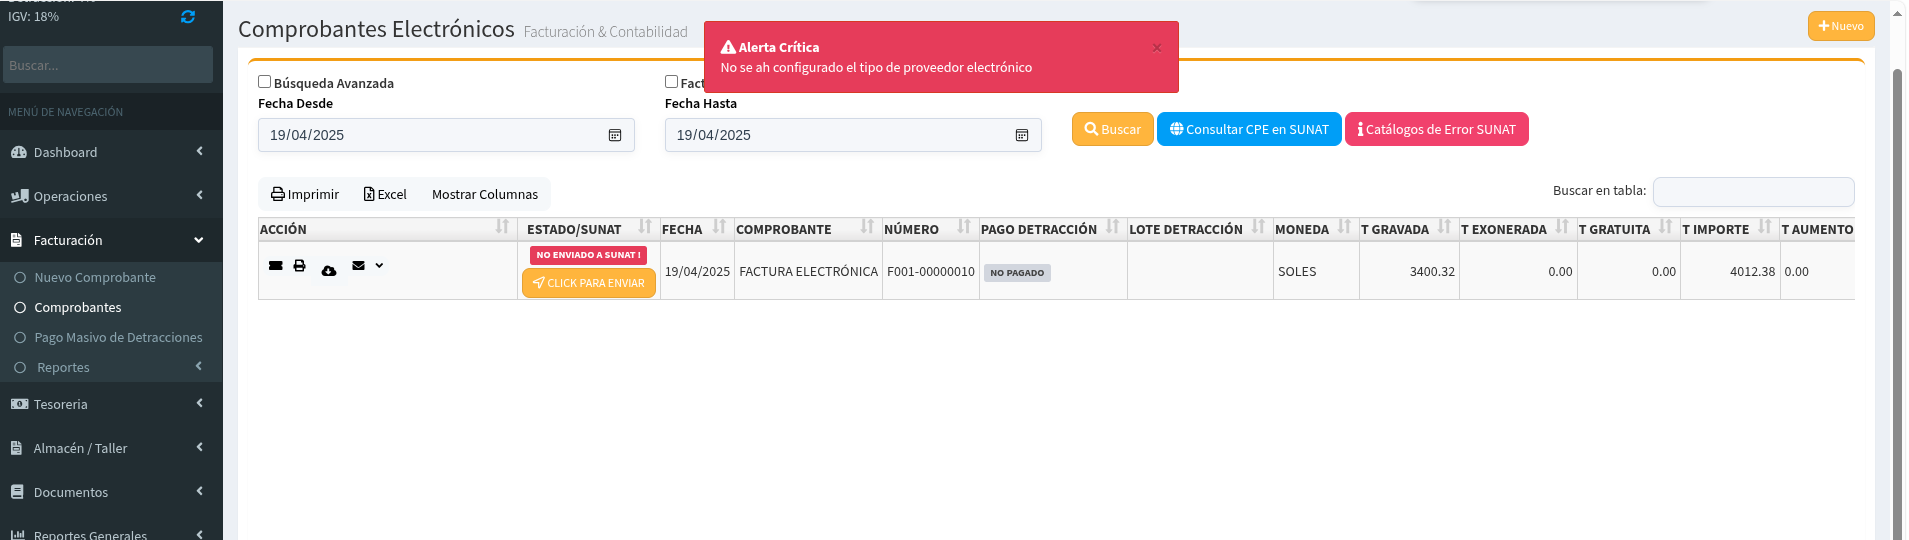 IGV: 18%
Buscar...
MENÚ DE NAVEGACIÓN
Dashboard
Operaciones
Facturación
Nuevo Comprobante
Comprobantes
Pago Masivo de Detracciones
Reportes
Tesoreria
Almacén / Taller
Documentos
Reportes Generales
Comprobantes Electrónicos Facturación & Contabilidad
Nuevo
Alerta Crítica ×
No se ah configurado el tipo de proveedor electrónico
Búsqueda Avanzada
Fact
Fecha Desde
Fecha Hasta
19/04/2025
19/04/2025
Buscar
Consultar CPE en SUNAT
Catálogos de Error SUNAT
Imprimir
Excel
Mostrar Columnas
Buscar en tabla:
ACCIÓN ESTADO/SUNAT FECHA COMPROBANTE NÚMERO PAGO DETRACCIÓN LOTE DETRACCIÓN MONEDA T GRAVADA T EXONERADA T GRATUITA T IMPORTE T AUMENTO
NO ENVIADO A SUNAT !
CLICK PARA ENVIAR
19/04/2025 FACTURA ELECTRÓNICA F001-00000010 NO PAGADO SOLES 3400.32 0.00 0.00 4012.38 0.00